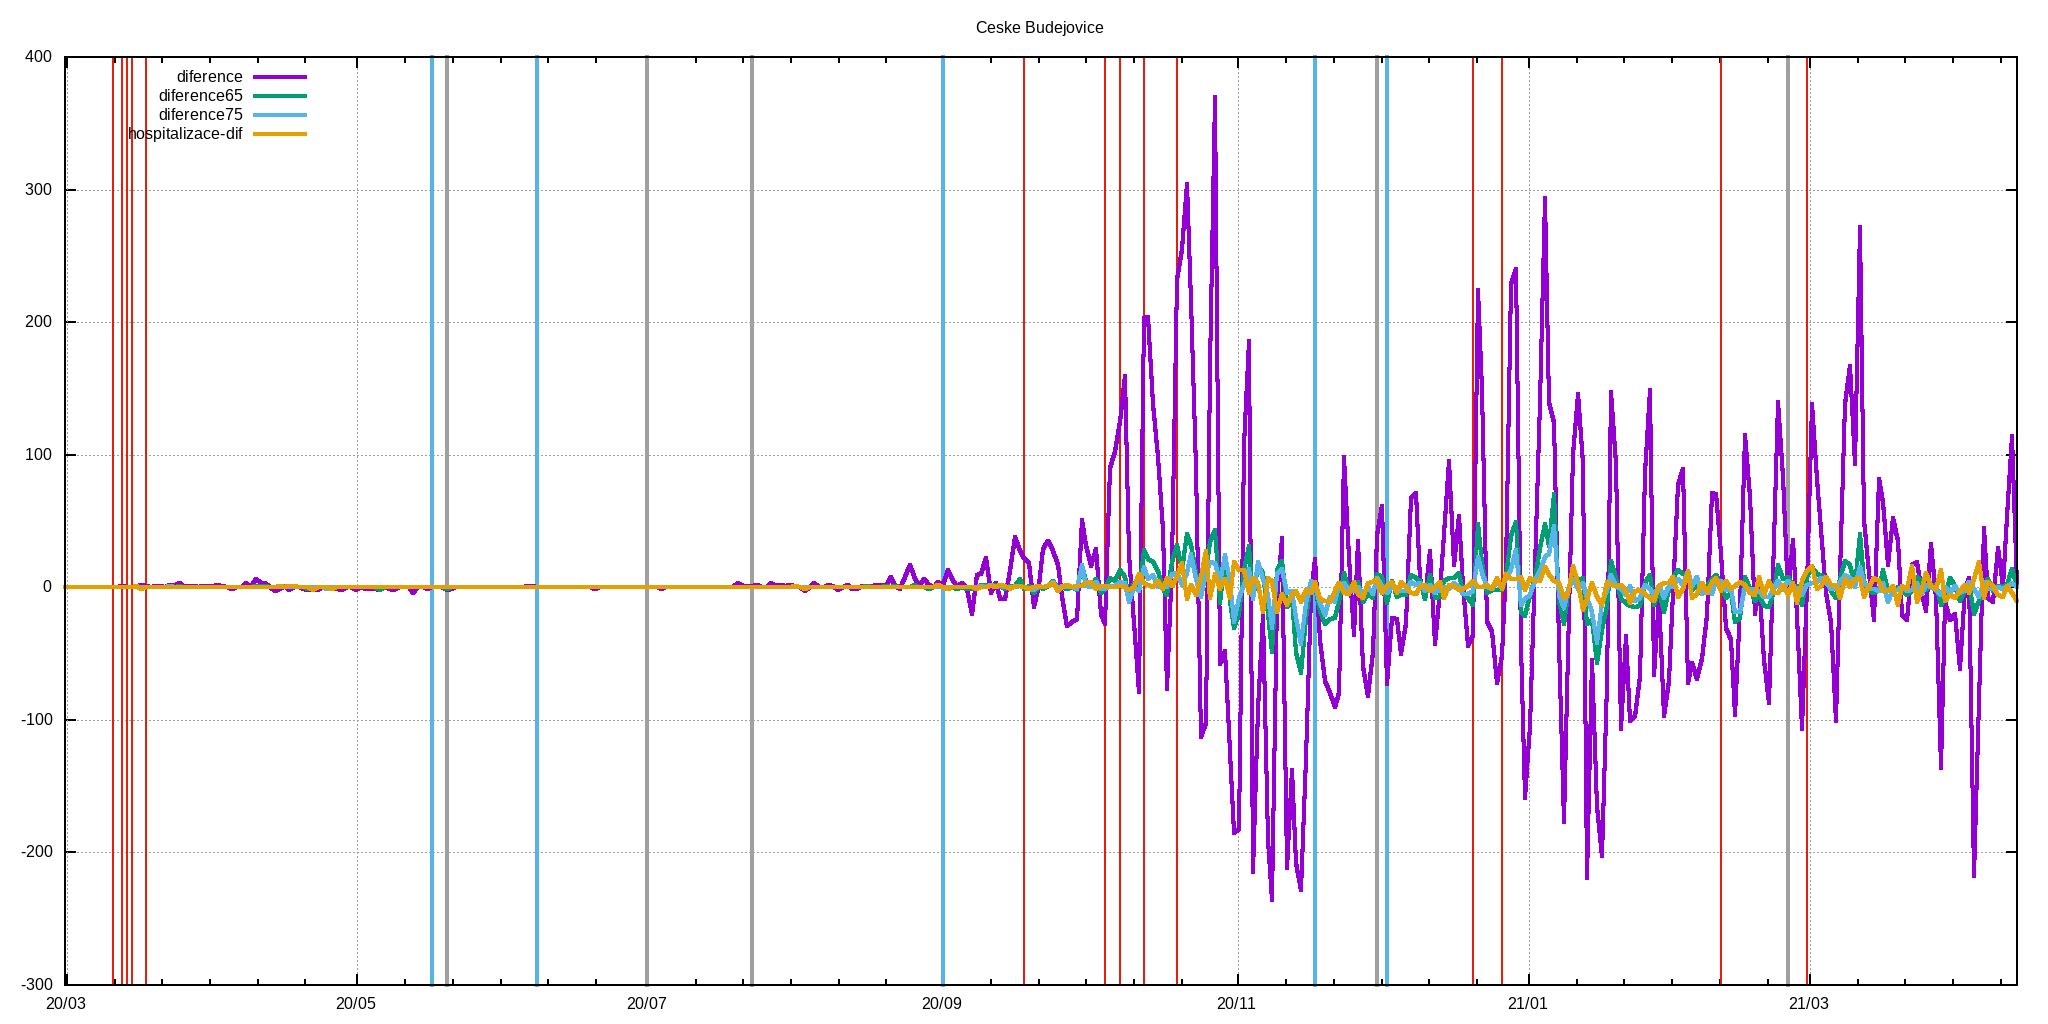 Ceske Budejovice
400
300
200
100
0
-100
-200
-300
diference
diference65
diference75
hospitalizace-dif
20/03 20/05 20/07 20/09 20/11 21/01 21/03